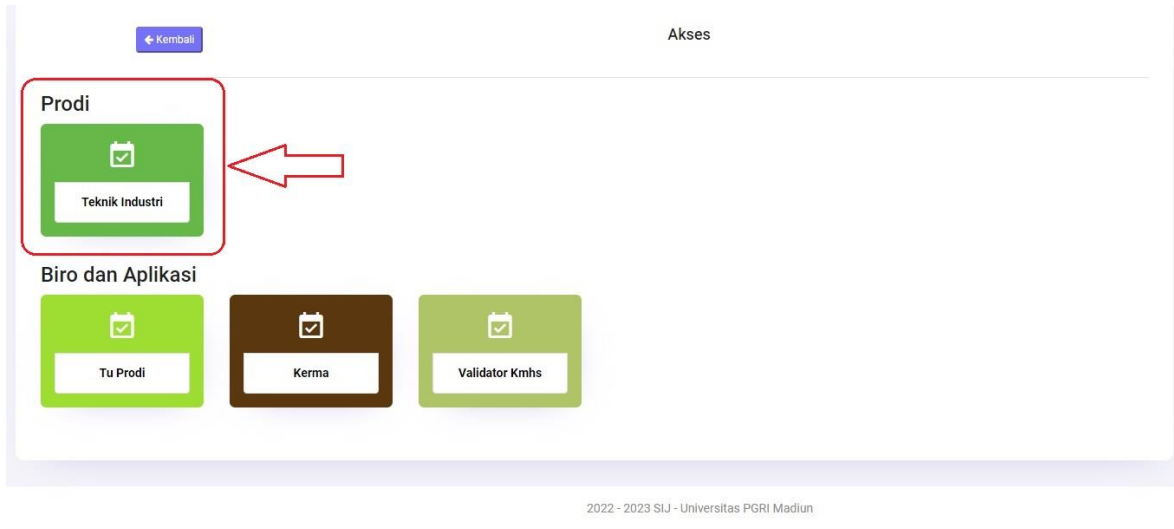 Kembali
Akses
Prodi
Teknik Industri
Biro dan Aplikasi
Tu Prodi
Kerma
Validator Kmhs
2022 - 2023 SIJ - Universitas PGRI Madiun